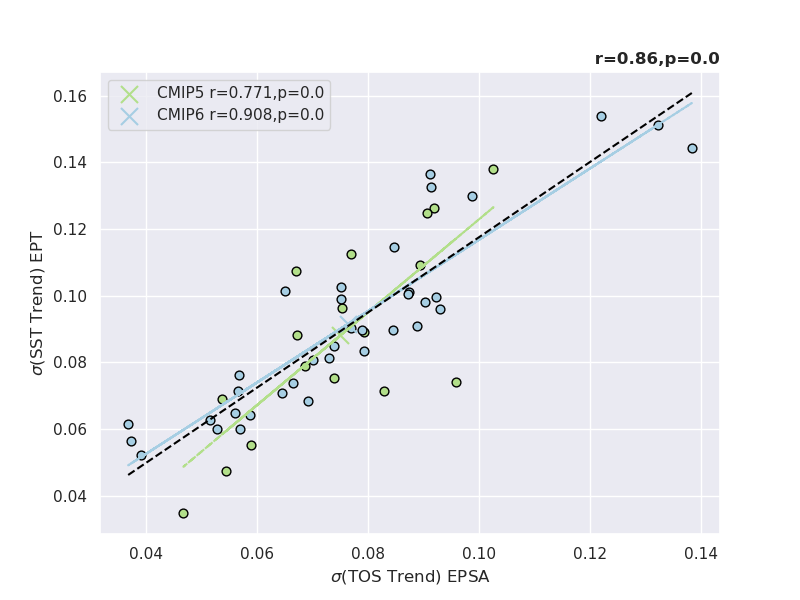 r=0.86,p=0.0
CMIP5 r=0.771,p=0.0
CMIP6 r=0.908,p=0.0
σ(SST Trend) EPT
0.16
0.14
0.12
0.10
0.08
0.06
0.04
0.04 0.06 0.08 0.10 0.12 0.14
σ(TOS Trend) EPSA